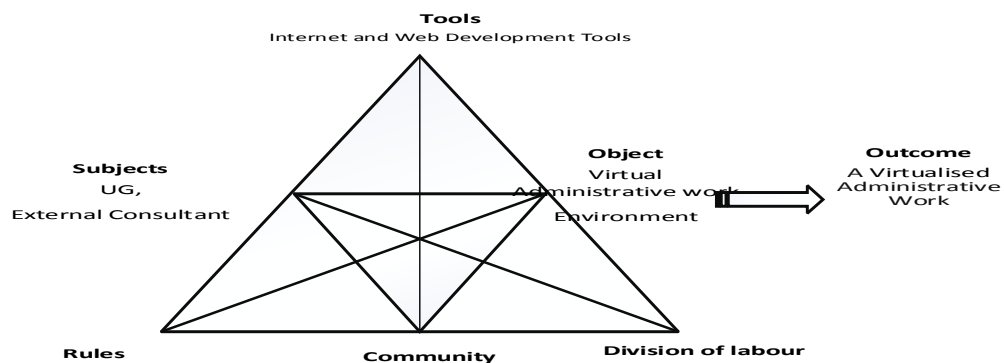 Tools
Internet and Web Development Tools
Subjects
UG,
External Consultant
Object
Virtual
Administrative work
Environment
Outcome
A Virtualised
Administrative
Work
Rules
Community
Division of labour